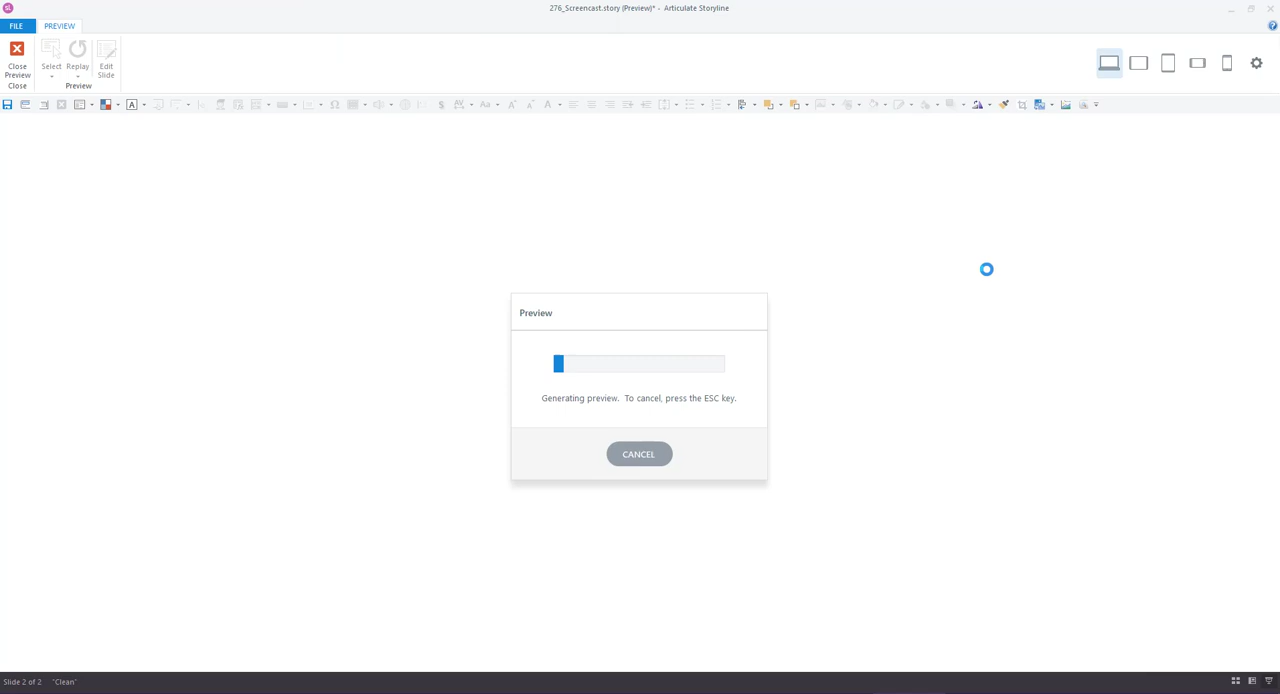 276_Screencast.story (Preview)* - Articulate Storyline
FILE
PREVIEW
Close Preview
Select
Replay
Edit Slide
Close
Preview
Preview
Generating preview. To cancel, press the ESC key.
CANCEL
Slide 2 of 2
"Clean"